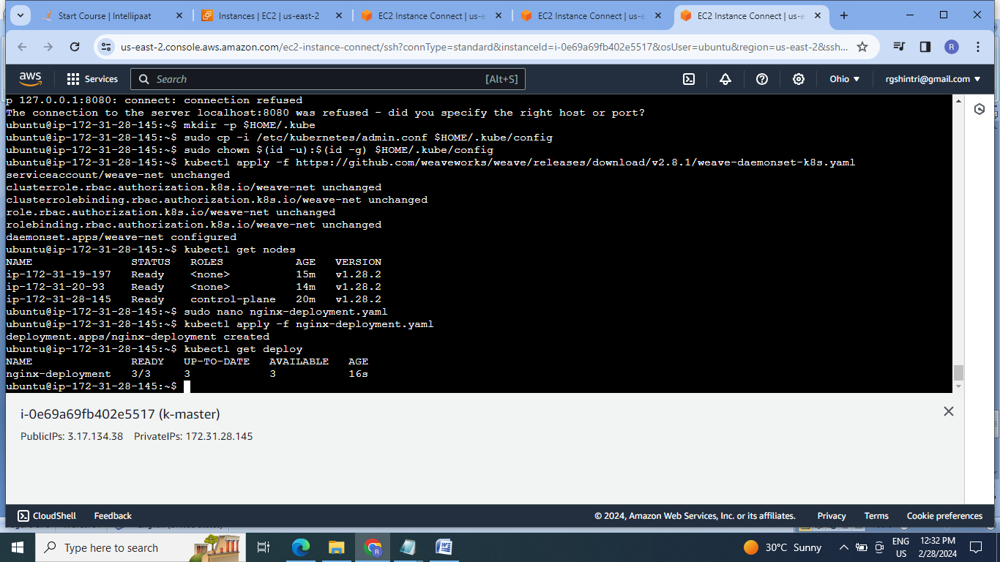 Start Course | Intellipaat
Instances | EC2 | us-east-2
EC2 Instance Connect | us-e
EC2 Instance Connect | us-e
EC2 Instance Connect | us-e
us-east-2.console.aws.amazon.com/ec2-instance-connect/ssh?connType=standard&instanceId=i-0e69a69fb402e5517&osUser=ubuntu&region=us-east-2&ssh...
R
aws
Services
Search
[Alt+S]
Ohio
rgshintri@gmail.com
p 127.0.0.1:8080: connect: connection refused
The connection to the server localhost:8080 was refused - did you specify the right host or port?
ubuntu@ip-172-31-28-145:~$ mkdir -p $HOME/.kube
ubuntu@ip-172-31-28-145:~$ sudo cp -i /etc/kubernetes/admin.conf $HOME/.kube/config
ubuntu@ip-172-31-28-145:~$ sudo chown $(id -u):$(id -g) $HOME/.kube/config
ubuntu@ip-172-31-28-145:~$ kubectl apply -f https://github.com/weaveworks/weave/releases/download/v2.8.1/weave-daemonset-k8s.yaml
serviceaccount/weave-net unchanged
clusterrole.rbac.authorization.k8s.io/weave-net unchanged
clusterrolebinding.rbac.authorization.k8s.io/weave-net unchanged
role.rbac.authorization.k8s.io/weave-net unchanged
rolebinding.rbac.authorization.k8s.io/weave-net unchanged
daemonset.apps/weave-net configured
ubuntu@ip-172-31-28-145:~$ kubectl get nodes
NAME STATUS ROLES AGE VERSION
ip-172-31-19-197 Ready <none> 15m v1.28.2
ip-172-31-20-93 Ready <none> 14m v1.28.2
ip-172-31-28-145 Ready control-plane 20m v1.28.2
ubuntu@ip-172-31-28-145:~$ sudo nano nginx-deployment.yaml
ubuntu@ip-172-31-28-145:~$ kubectl apply -f nginx-deployment.yaml
deployment.apps/nginx-deployment created
ubuntu@ip-172-31-28-145:~$ kubectl get deploy
NAME READY UP-TO-DATE AVAILABLE AGE
nginx-deployment 3/3 3 3 16s
ubuntu@ip-172-31-28-145:~$
i-0e69a69fb402e5517 (k-master)
PublicIPs: 3.17.134.38 PrivateIPs: 172.31.28.145
CloudShell Feedback
© 2024, Amazon Web Services, Inc. or its affiliates. Privacy Terms Cookie preferences
Type here to search
30°C Sunny
ENG
US
12:32 PM
2/28/2024